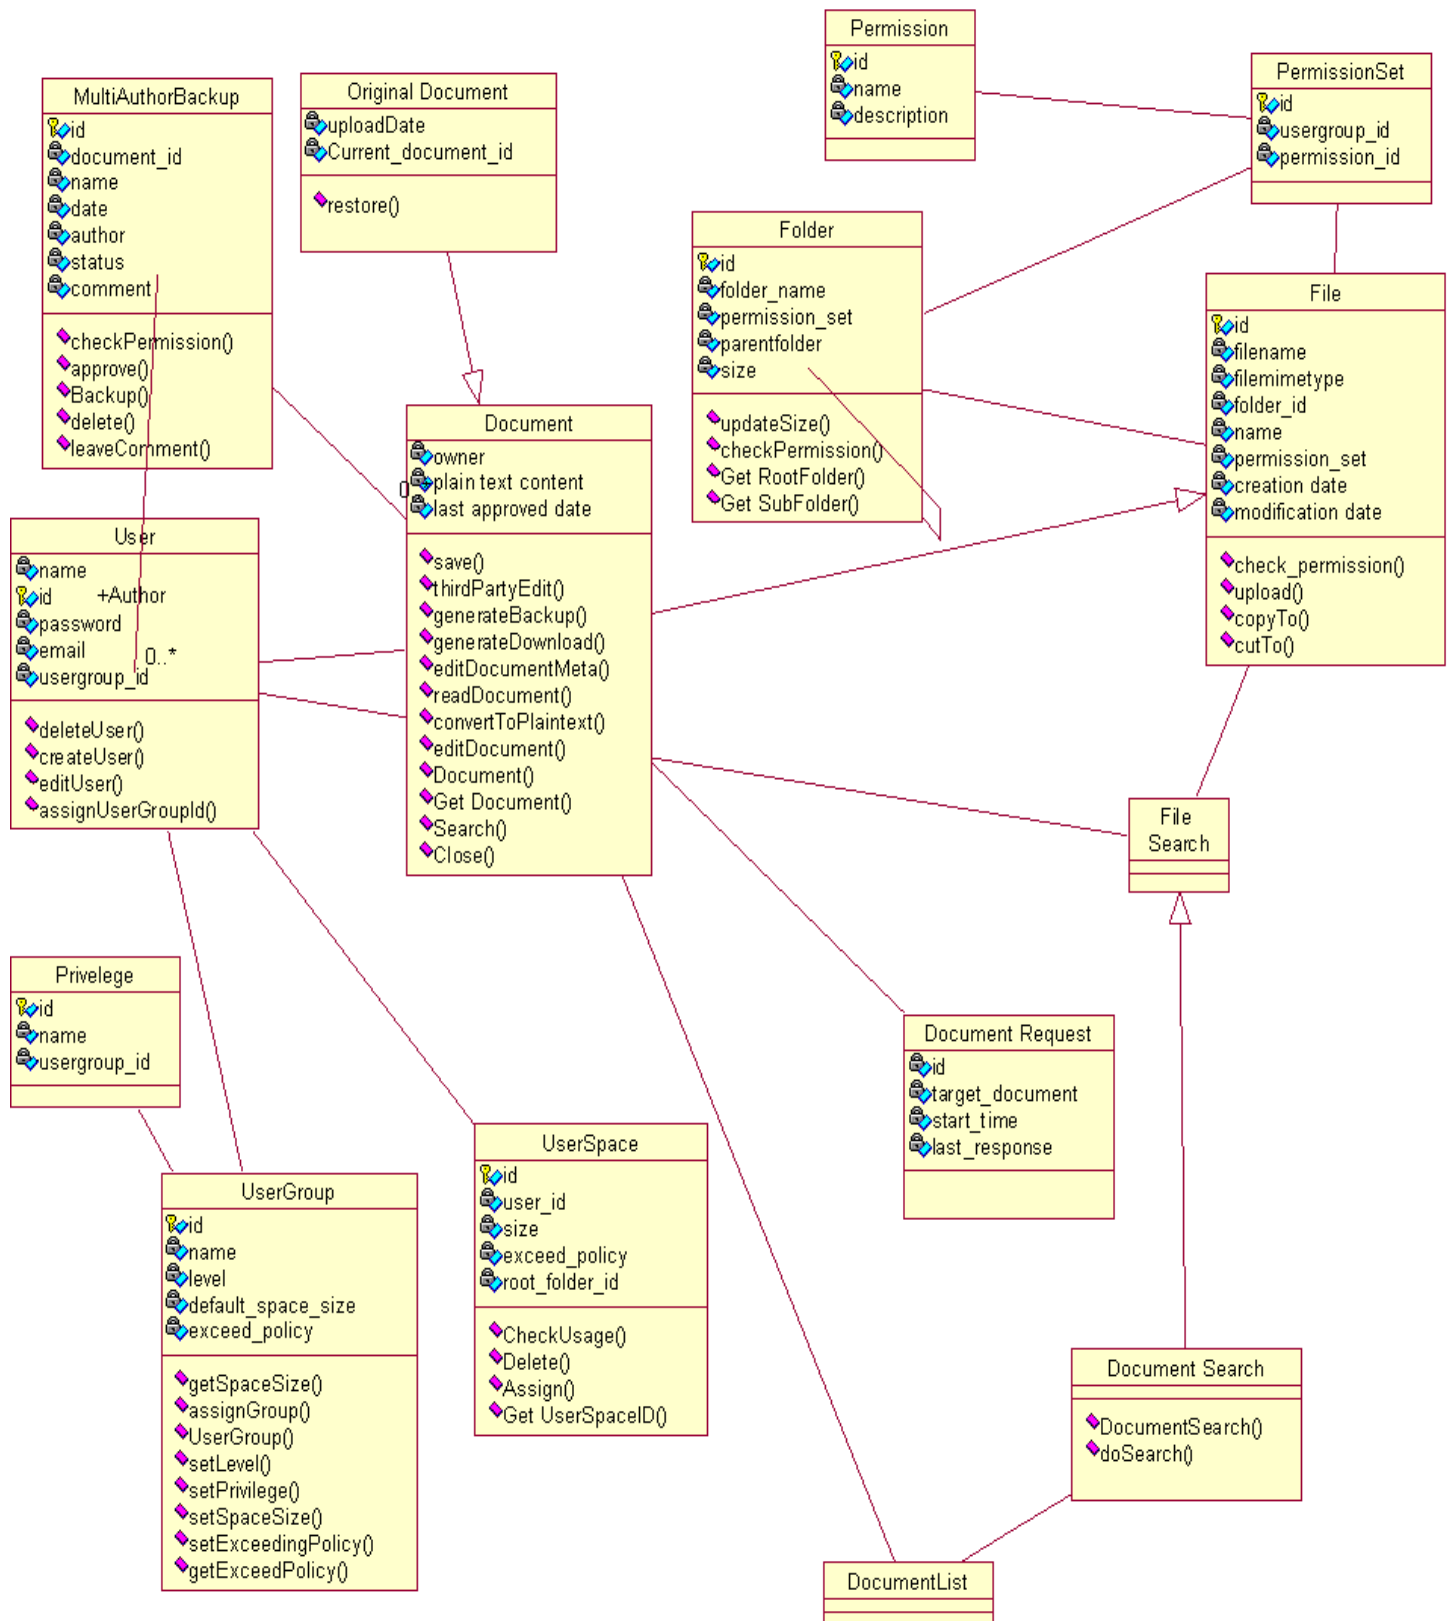 Permission
id
name
description
PermissionSet
id
usergroup_id
permission_id
MultiAuthorBackup
id
document_id
name
date
author
status
comment
checkPermission()
approve()
Backup()
delete()
leaveComment()
Original Document
uploadDate
Current_document_id
restore()
Folder
id
folder_name
permission_set
parentfolder
size
updateSize()
checkPermission()
Get RootFolder()
Get SubFolder()
File
id
filename
filemimetype
folder_id
name
permission_set
creation date
modification date
check_permission()
upload()
copyTo()
cutTo()
Document
owner
plain text content
last approved date
save()
thirdPartyEdit()
generateBackup()
generateDownload()
editDocumentMeta()
readDocument()
convertToPlaintext()
editDocument()
Document()
Get Document()
Search()
Close()
User
name
id
+Author
password
email
0..*
usergroup_id
deleteUser()
createUser()
editUser()
assignUserGroupId()
File
Search
Privelege
id
name
usergroup_id
Document Request
id
target_document
start_time
last_response
UserSpace
id
user_id
size
exceed_policy
root_folder_id
CheckUsage()
Delete()
Assign()
Get UserSpaceID()
UserGroup
id
name
level
default_space_size
exceed_policy
getSpaceSize()
assignGroup()
UserGroup()
setLevel()
setPrivilege()
setSpaceSize()
setExceedingPolicy()
getExceedPolicy()
Document Search
DocumentSearch()
doSearch()
DocumentList